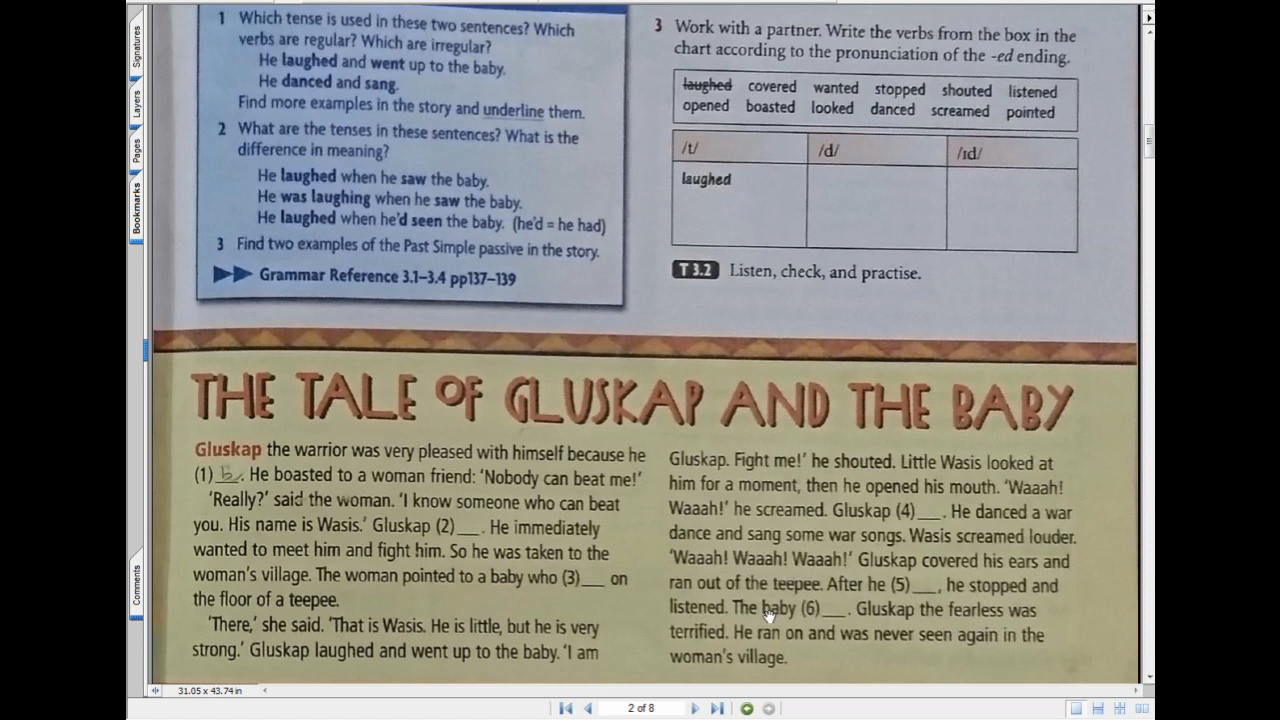 Signatures
Layers
Pages
Bookmarks
Comments
1 Which tense is used in these two sentences? Which
verbs are regular? Which are irregular?
He laughed and went up to the baby.
He danced and sang.
Find more examples in the story and underline them.
2 What are the tenses in these sentences? What is the
difference in meaning?
He laughed when he saw the baby.
He was laughing when he saw the baby.
He laughed when he'd seen the baby. (he'd = he had)
3 Find two examples of the Past Simple passive in the story.
Grammar Reference 3.1–3.4 pp137–139
3 Work with a partner. Write the verbs from the box in the
chart according to the pronunciation of the -ed ending.
laughed covered wanted stopped shouted listened
opened boasted looked danced screamed pointed
/t/ /d/ /ɪd/
laughed
T 3.2 Listen, check, and practise.
THE TALE OF GLUSKAP AND THE BABY
Gluskap the warrior was very pleased with himself because he
(1) b. He boasted to a woman friend: 'Nobody can beat me!'
'Really?' said the woman. 'I know someone who can beat
you. His name is Wasis.' Gluskap (2)___. He immediately
wanted to meet him and fight him. So he was taken to the
woman's village. The woman pointed to a baby who (3)___ on
the floor of a teepee.
'There,' she said. 'That is Wasis. He is little, but he is very
strong.' Gluskap laughed and went up to the baby. 'I am
Gluskap. Fight me!' he shouted. Little Wasis looked at
him for a moment, then he opened his mouth. 'Waaah!
Waaah!' he screamed. Gluskap (4)___. He danced a war
dance and sang some war songs. Wasis screamed louder.
'Waaah! Waaah! Waaah!' Gluskap covered his ears and
ran out of the teepee. After he (5)___, he stopped and
listened. The baby (6)___. Gluskap the fearless was
terrified. He ran on and was never seen again in the
woman's village.
31.05 x 43.74 in
2 of 8